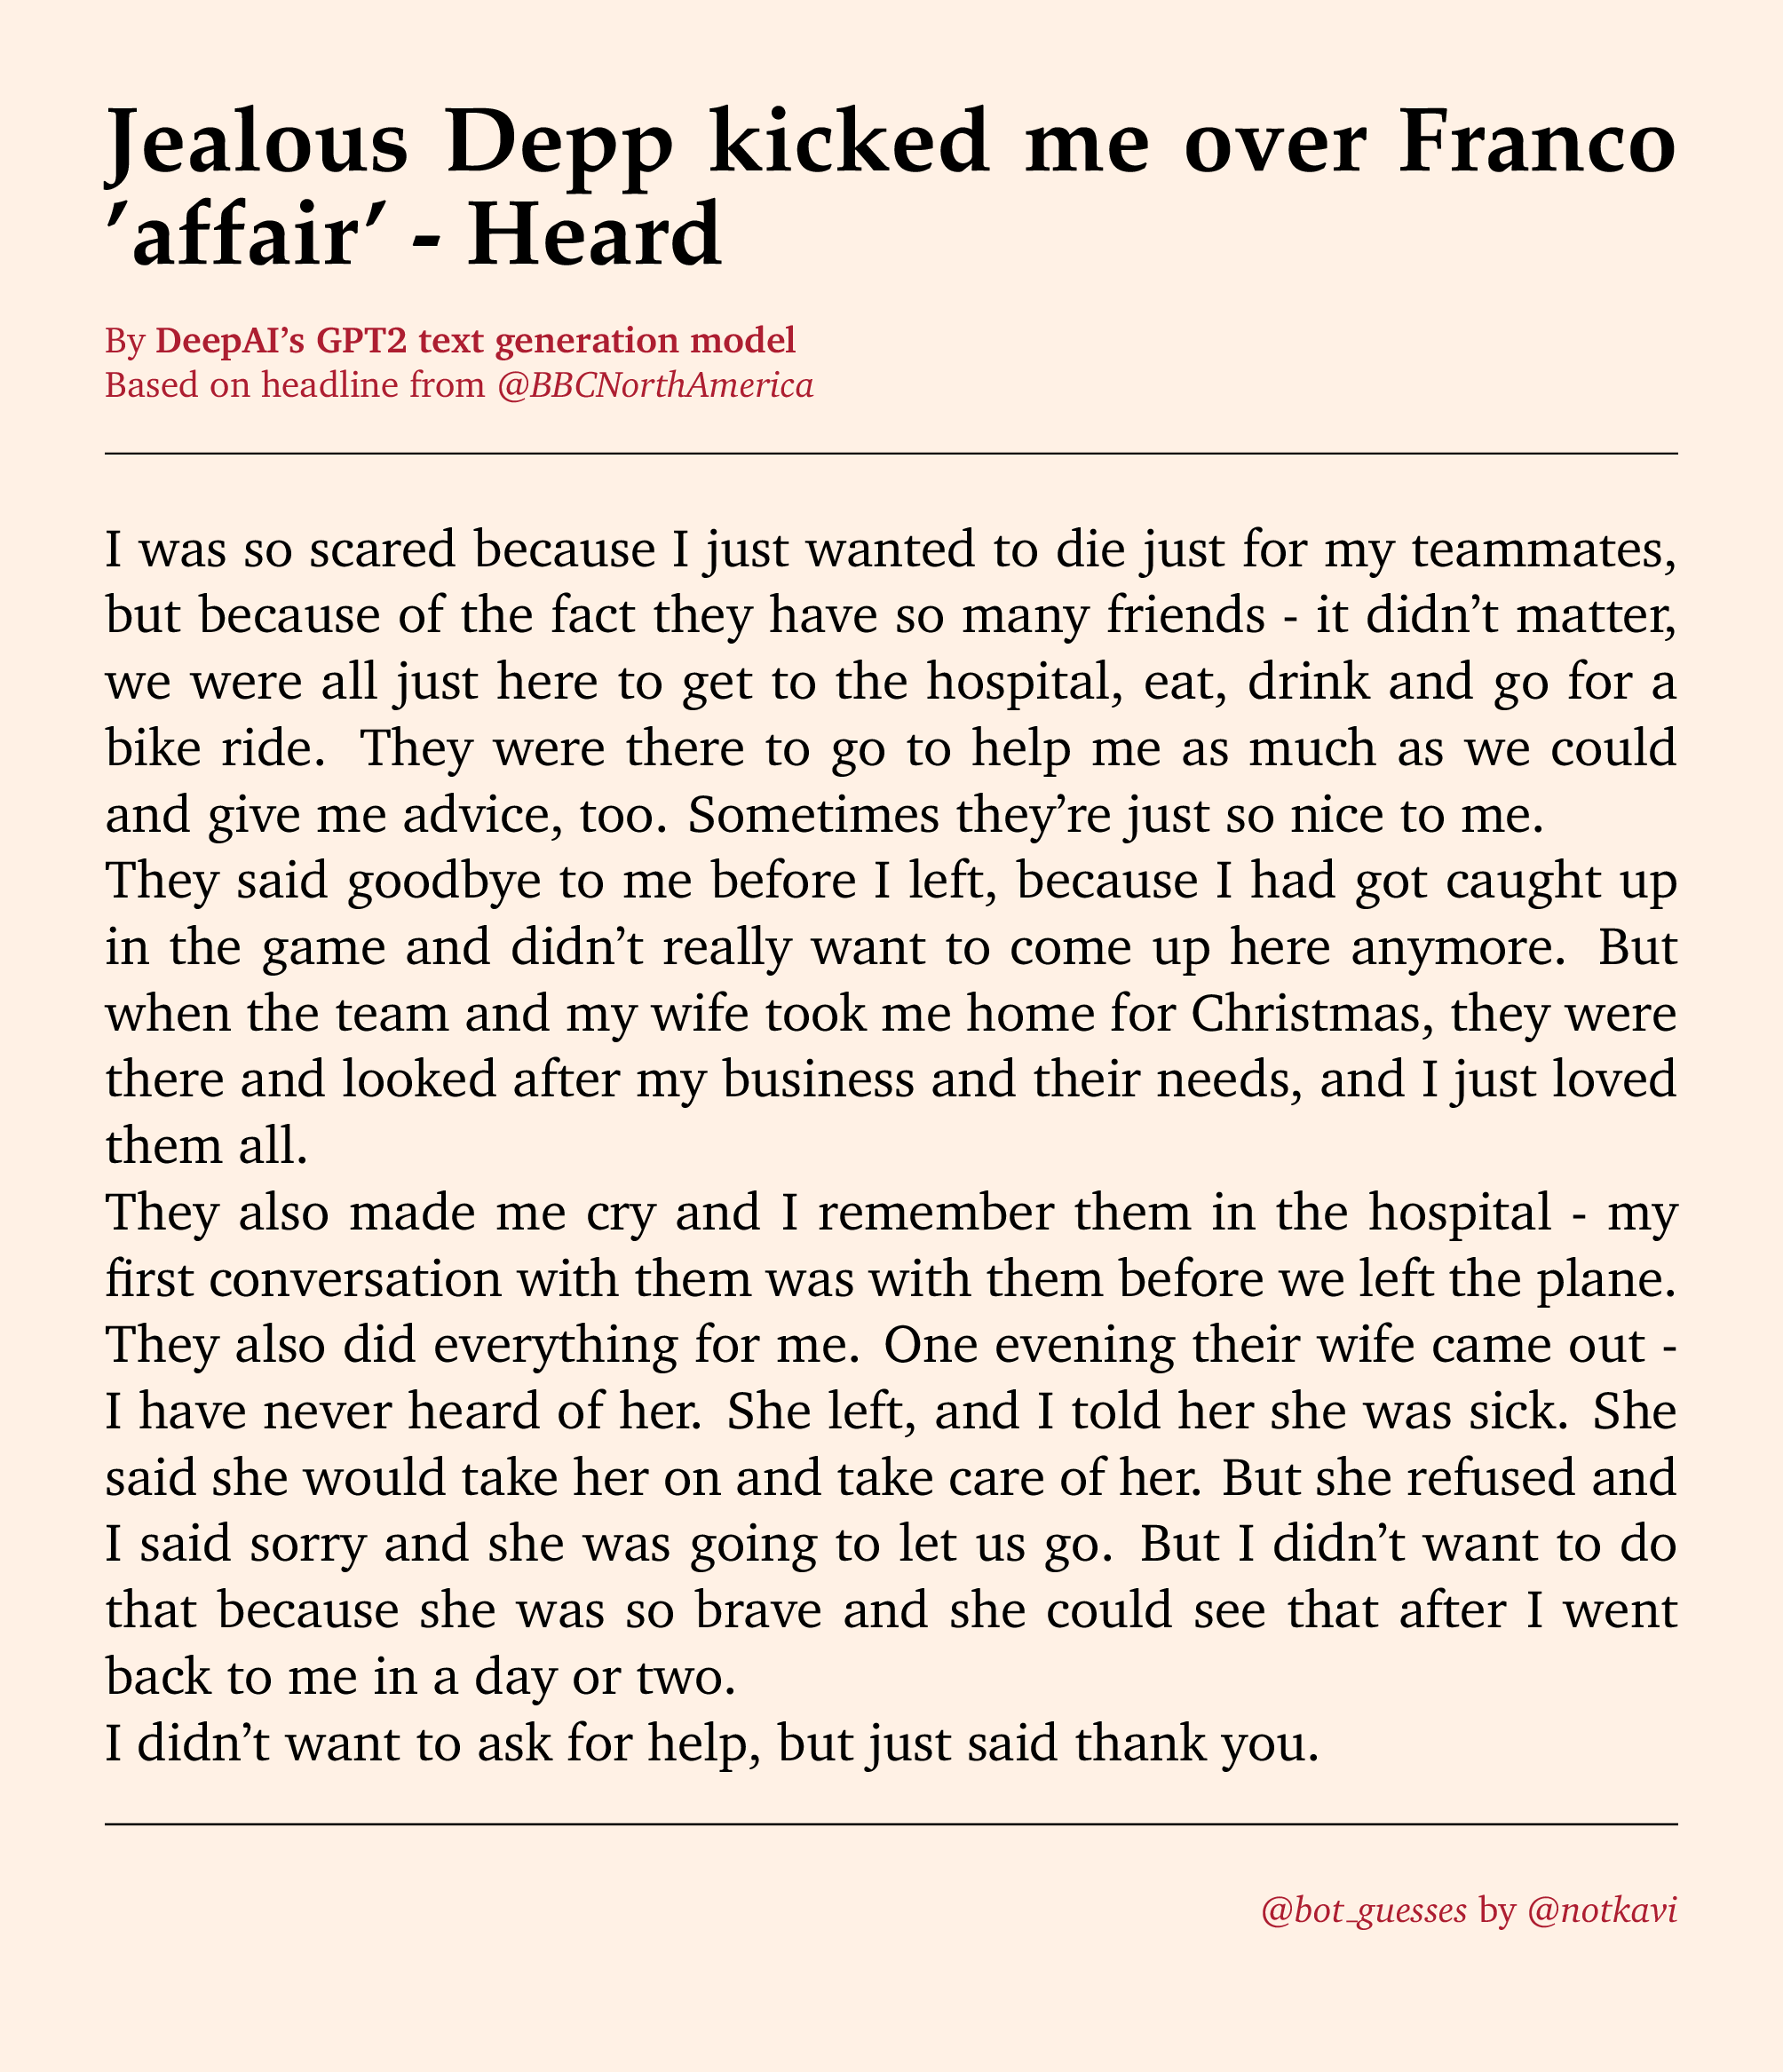 Jealous Depp kicked me over Franco
'affair' - Heard
By DeepAI's GPT2 text generation model
Based on headline from @BBCNorthAmerica
I was so scared because I just wanted to die just for my teammates,
but because of the fact they have so many friends - it didn't matter,
we were all just here to get to the hospital, eat, drink and go for a
bike ride. They were there to go to help me as much as we could
and give me advice, too. Sometimes they're just so nice to me.
They said goodbye to me before I left, because I had got caught up
in the game and didn't really want to come up here anymore. But
when the team and my wife took me home for Christmas, they were
there and looked after my business and their needs, and I just loved
them all.
They also made me cry and I remember them in the hospital - my
first conversation with them was with them before we left the plane.
They also did everything for me. One evening their wife came out -
I have never heard of her. She left, and I told her she was sick. She
said she would take her on and take care of her. But she refused and
I said sorry and she was going to let us go. But I didn't want to do
that because she was so brave and she could see that after I went
back to me in a day or two.
I didn't want to ask for help, but just said thank you.
@bot_guesses by @notkavi